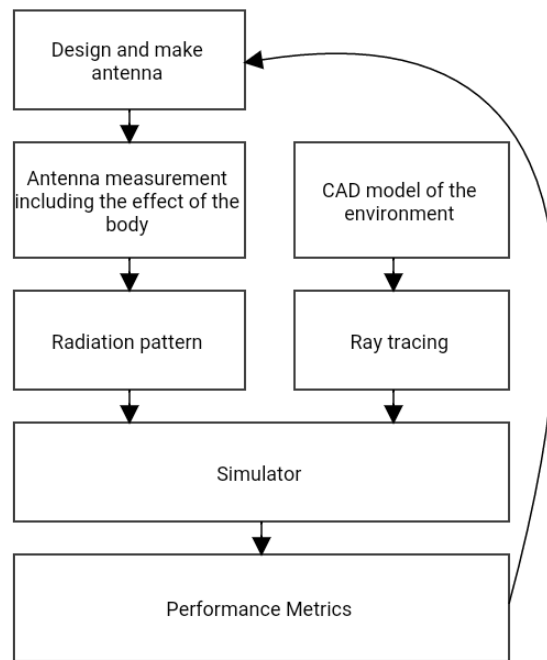 Design and make
antenna
Antenna measurement
including the effect of the
body
CAD model of the
environment
Radiation pattern
Ray tracing
Simulator
Performance Metrics